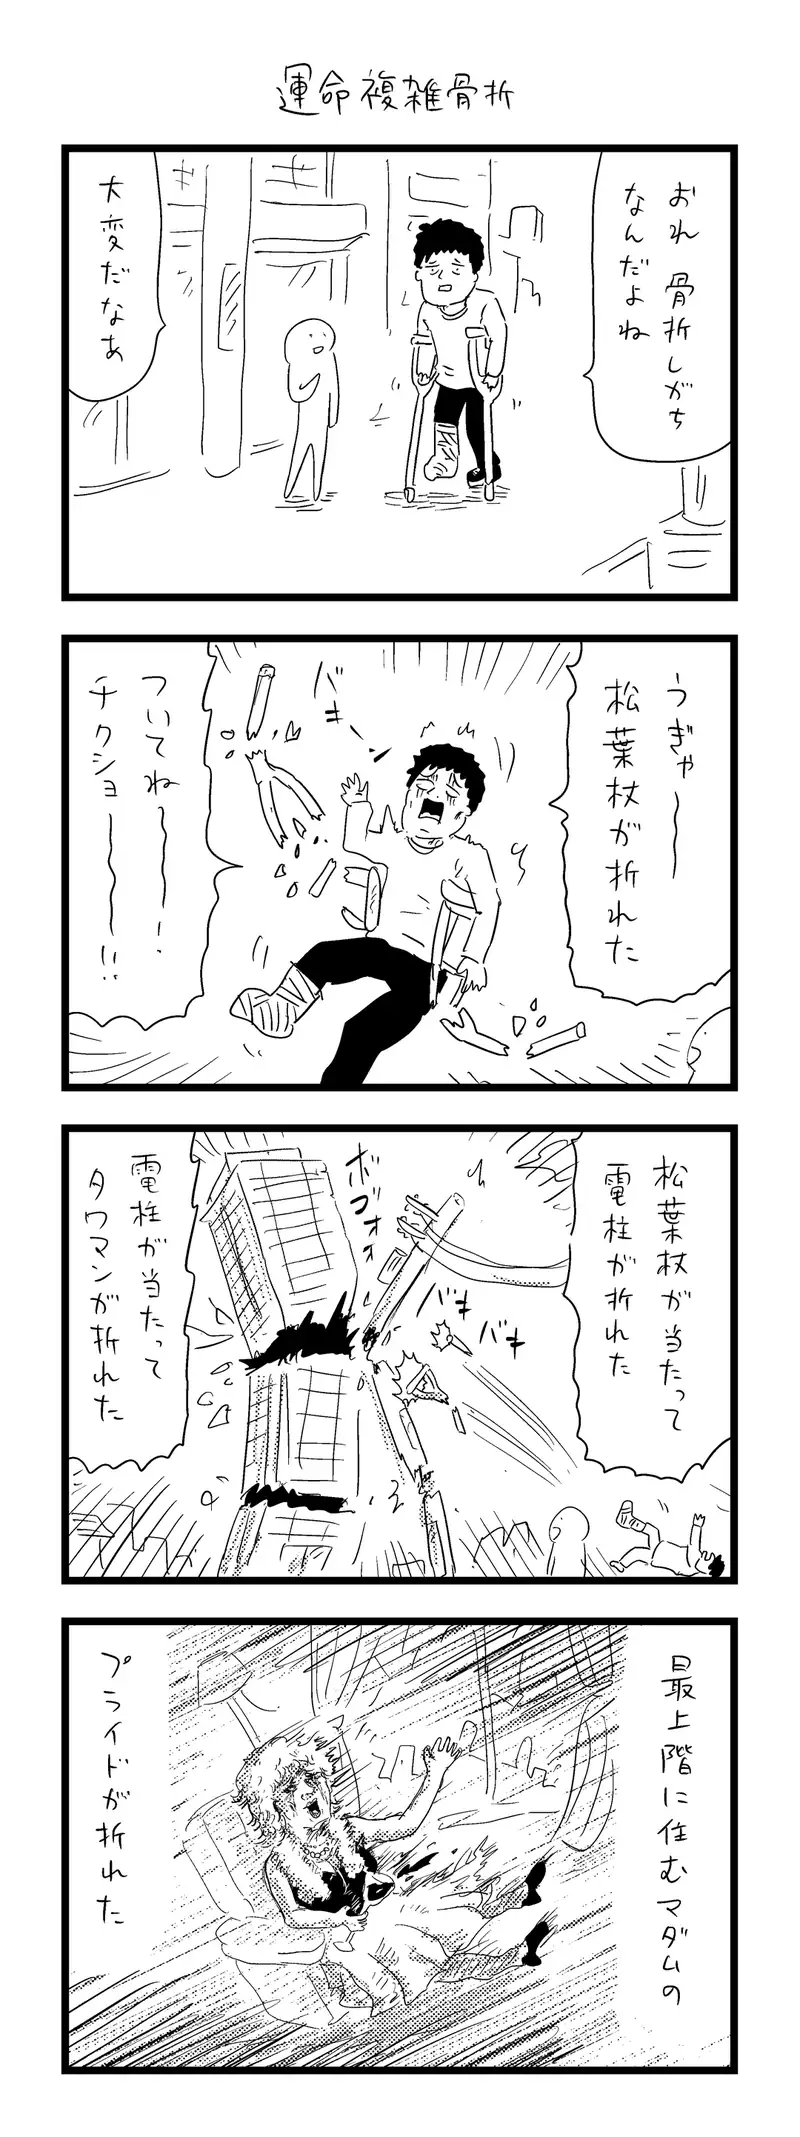 運命複雑骨折
おれ 骨折しがち
なんだよね
大変だなあ
うぎゃーー
松葉杖が折れた
バキ
ついてねーー!
チクショーーー!!
松葉杖が当たって
電柱が折れた
バキ
バキ
ボゴォォ
電柱が当たって
タワマンが折れた
最上階に住むマダムの
プライドが折れた